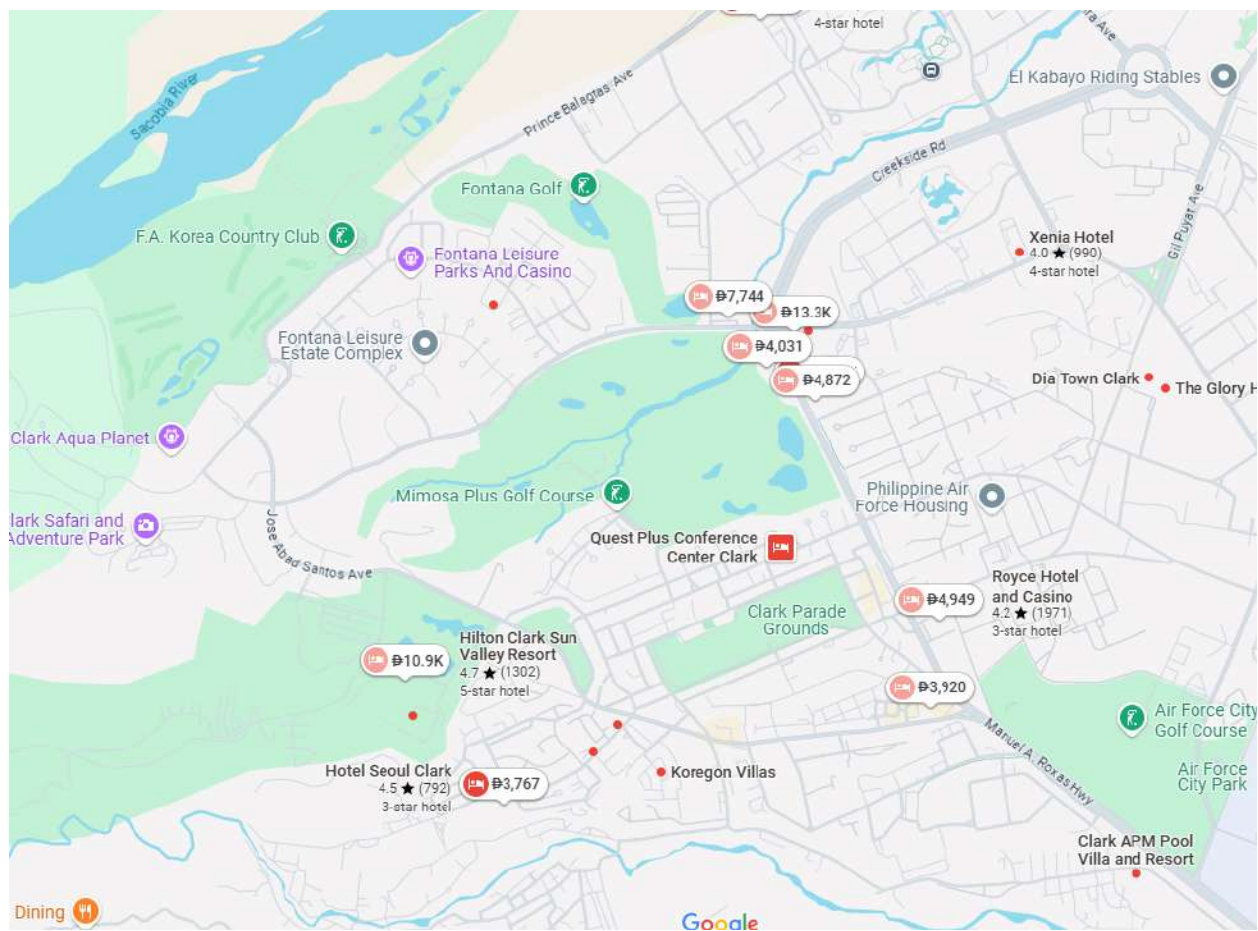 4-star hotel
El Kabayo Riding Stables
Sacobia River
Prince Balagtas Ave
Creekside Rd
Fontana Golf
F.A. Korea Country Club
Gil Puyat Ave
Xenia Hotel
4.0 ★ (990)
4-star hotel
Fontana Leisure
Parks And Casino
₱7,744
₱13.3K
Fontana Leisure
Estate Complex
₱4,031
₱4,872
Dia Town Clark
The Glory H
Clark Aqua Planet
Mimosa Plus Golf Course
Philippine Air
Force Housing
lark Safari and
Adventure Park
Jose Abad Santos Ave
Quest Plus Conference
Center Clark
Royce Hotel
and Casino
4.2 ★ (1971)
3-star hotel
₱4,949
Clark Parade
Grounds
Hilton Clark Sun
Valley Resort
4.7 ★ (1302)
5-star hotel
₱10.9K
₱3,920
Air Force City
Golf Course
Manuel A. Roxas Hwy
Air Force
City Park
Hotel Seoul Clark
4.5 ★ (792)
3-star hotel
₱3,767
Koregon Villas
Clark APM Pool
Villa and Resort
Dining
Google